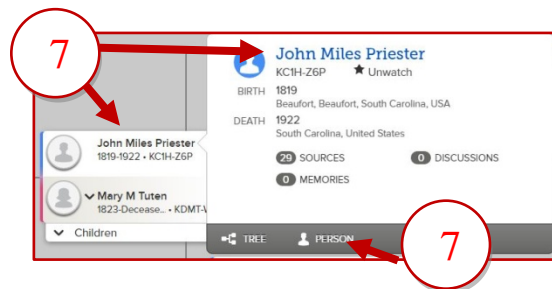 7
John Miles Priester
KC1H-Z6P ★ Unwatch
BIRTH 1819
Beaufort, Beaufort, South Carolina, USA
DEATH 1922
South Carolina, United States
29 SOURCES 0 DISCUSSIONS
0 MEMORIES
John Miles Priester
1819-1922 • KC1H-Z6P
Mary M Tuten
1823-Decease... • KDMT-V
Children
TREE PERSON
7